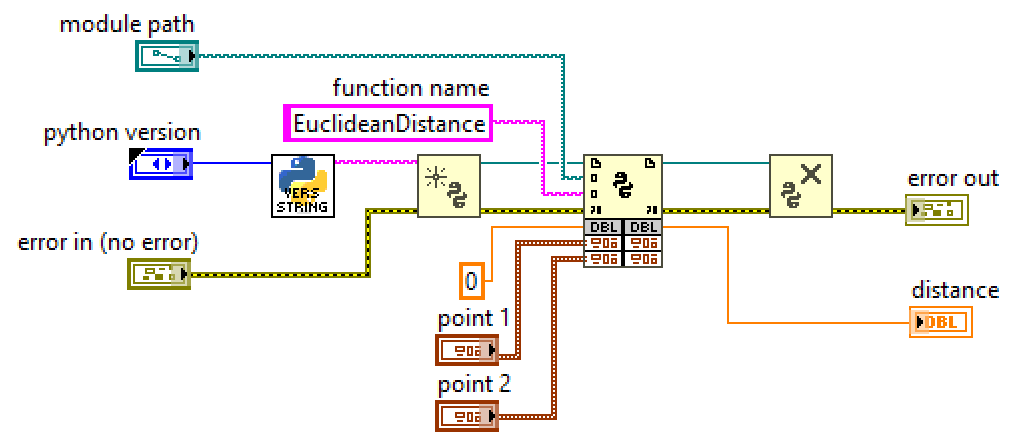 module path
function name
EuclideanDistance
python version
VERS
STRING
error out
error in (no error)
DBL DBL
0
distance
DBL
point 1
point 2